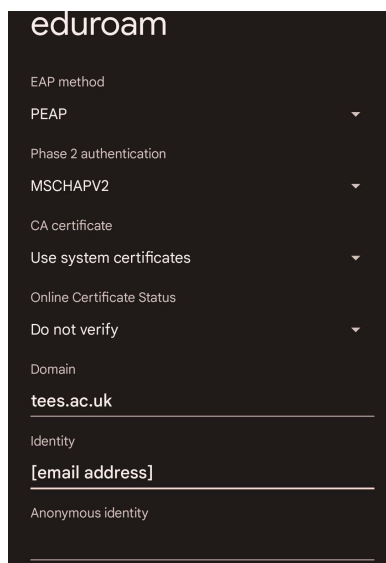 eduroam
EAP method
PEAP
Phase 2 authentication
MSCHAPV2
CA certificate
Use system certificates
Online Certificate Status
Do not verify
Domain
tees.ac.uk
Identity
[email address]
Anonymous identity